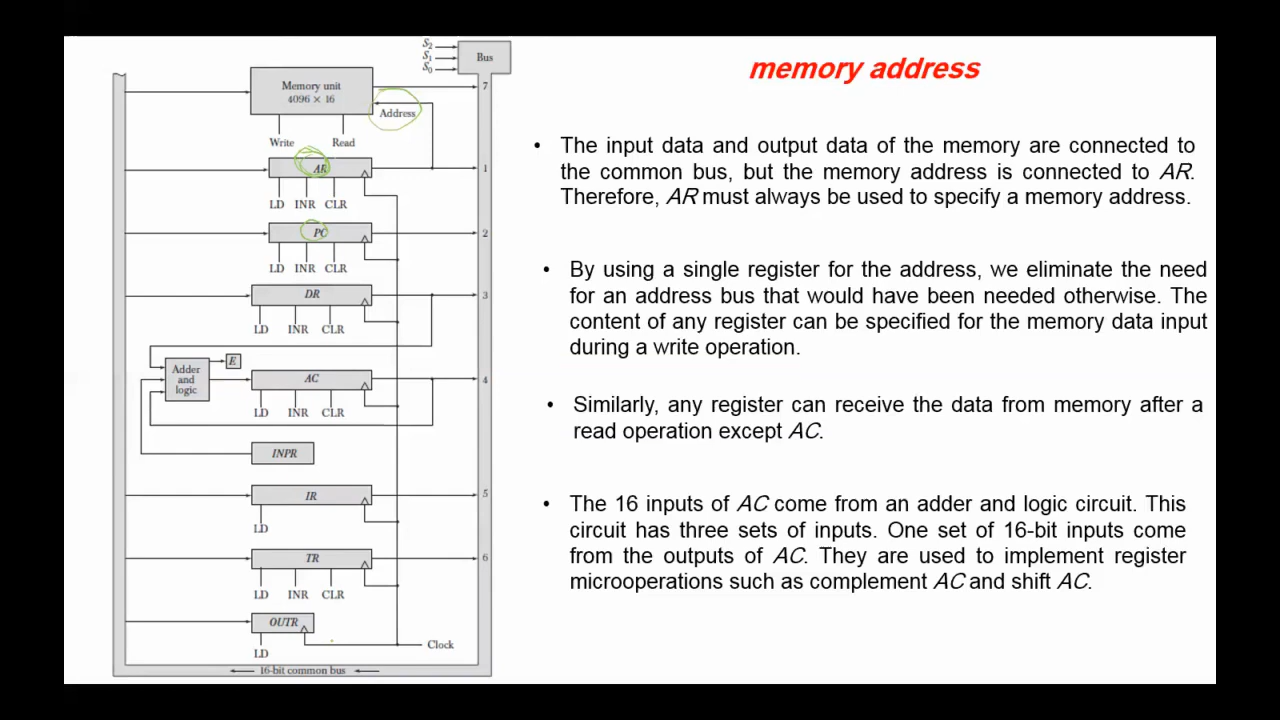 S2
S1
S0
Bus
Memory unit
4096 × 16
7
Address
Write Read
AR
1
LD INR CLR
PC
2
LD INR CLR
DR
3
LD INR CLR
Adder
and
logic
E
AC
4
LD INR CLR
INPR
IR
5
LD
TR
6
LD INR CLR
OUTR
LD
Clock
16-bit common bus
memory address
• The input data and output data of the memory are connected to
the common bus, but the memory address is connected to AR.
Therefore, AR must always be used to specify a memory address.
• By using a single register for the address, we eliminate the need
for an address bus that would have been needed otherwise. The
content of any register can be specified for the memory data input
during a write operation.
• Similarly, any register can receive the data from memory after a
read operation except AC.
• The 16 inputs of AC come from an adder and logic circuit. This
circuit has three sets of inputs. One set of 16-bit inputs come
from the outputs of AC. They are used to implement register
microoperations such as complement AC and shift AC.